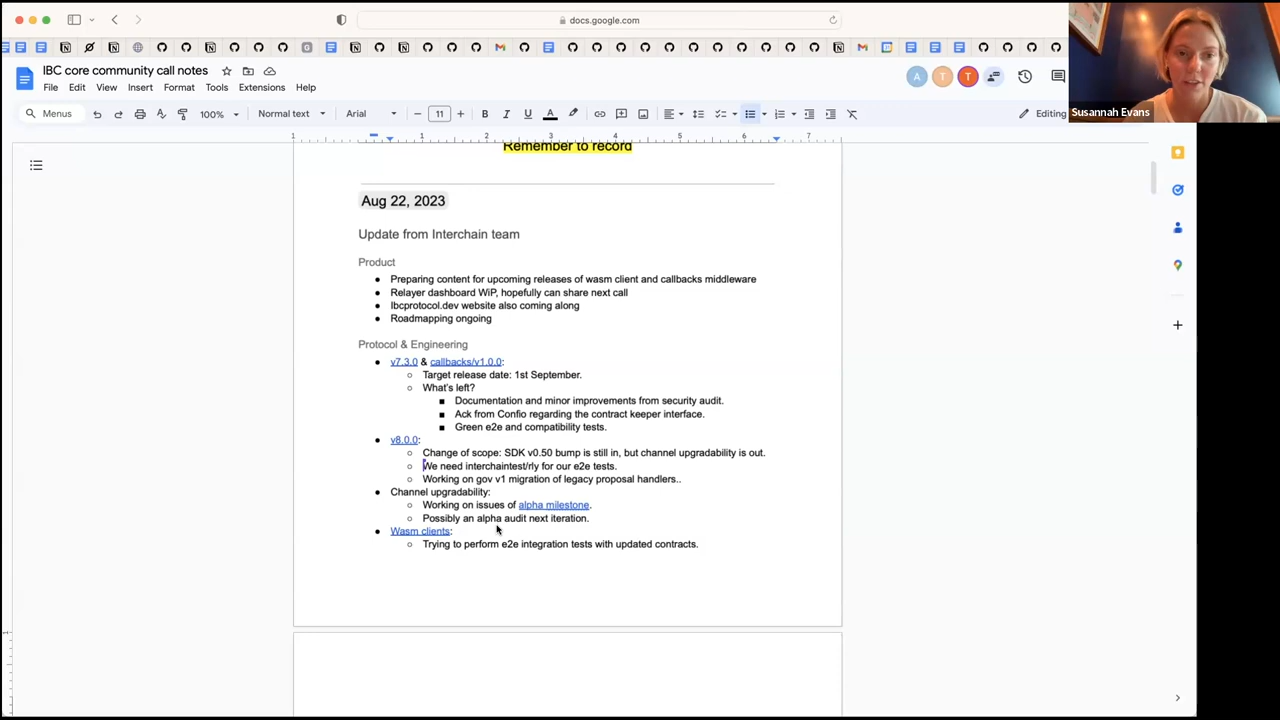 docs.google.com
IBC core community call notes
File Edit View Insert Format Tools Extensions Help
A T T
Susannah Evans
Menus 100% Normal text Arial 11 Editing
1 1 2 3 4 5 6 7
Remember to record
Aug 22, 2023
Update from Interchain team
Product
Preparing content for upcoming releases of wasm client and callbacks middleware
Relayer dashboard WiP, hopefully can share next call
Ibcprotocol.dev website also coming along
Roadmapping ongoing
Protocol & Engineering
v7.3.0 & callbacks/v1.0.0:
Target release date: 1st September.
What's left?
Documentation and minor improvements from security audit.
Ack from Confio regarding the contract keeper interface.
Green e2e and compatibility tests.
v8.0.0:
Change of scope: SDK v0.50 bump is still in, but channel upgradability is out.
We need interchaintest/rly for our e2e tests.
Working on gov v1 migration of legacy proposal handlers..
Channel upgradability:
Working on issues of alpha milestone.
Possibly an alpha audit next iteration.
Wasm clients:
Trying to perform e2e integration tests with updated contracts.